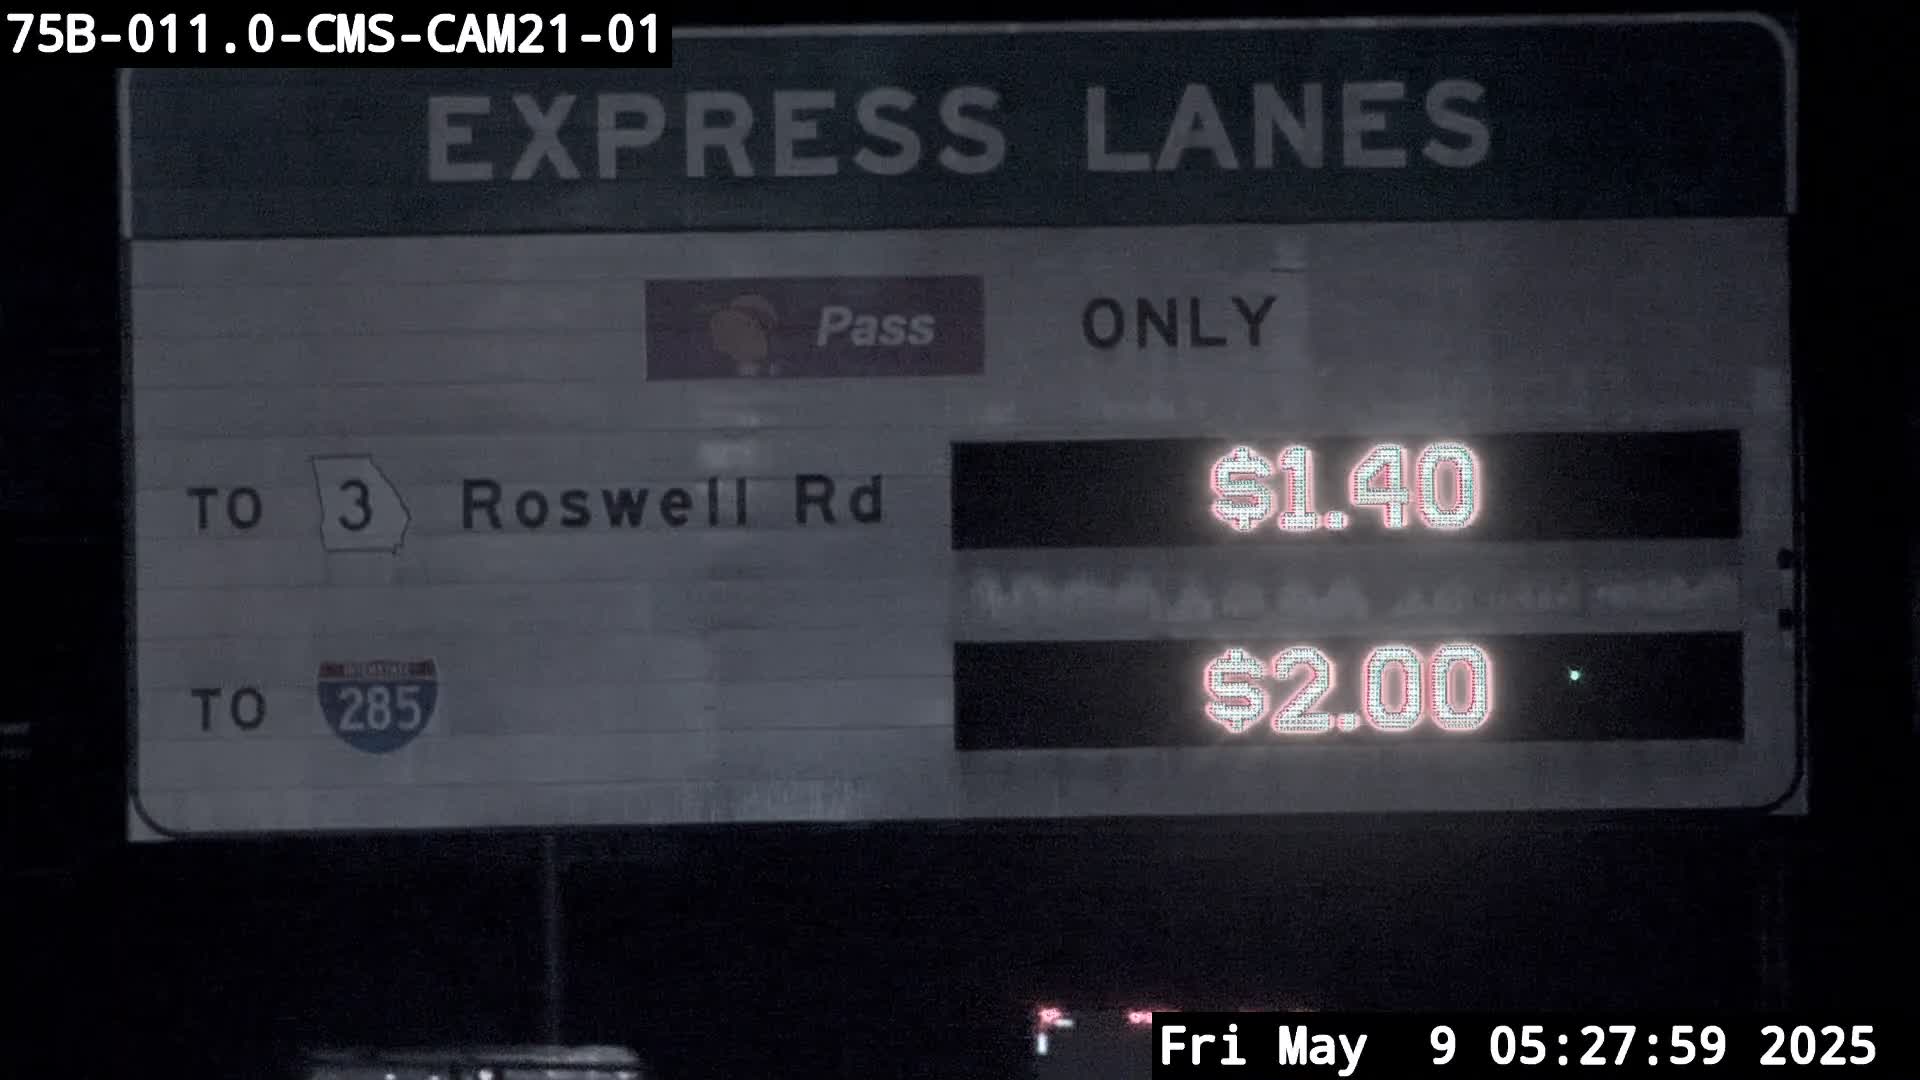 75B-011.0-CMS-CAM21-01
EXPRESS LANES
Pass ONLY
TO 3 Roswell Rd $1.40
TO INTERSTATE 285 $2.00
Fri May 9 05:27:59 2025